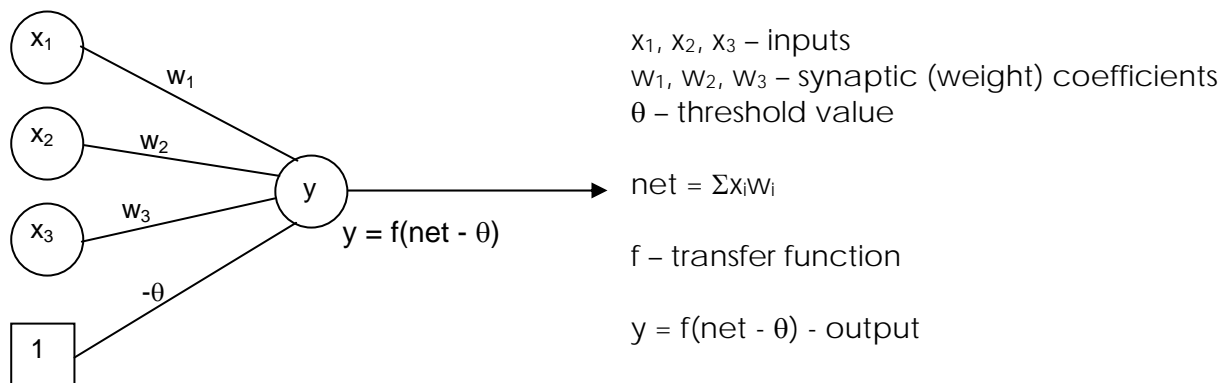 x₁
w₁
x₂
w₂
y
w₃
x₃
y = f(net - θ)
-θ
1
x₁, x₂, x₃ – inputs
w₁, w₂, w₃ – synaptic (weight) coefficients
θ – threshold value
net = Σxᵢwᵢ
f – transfer function
y = f(net - θ) - output